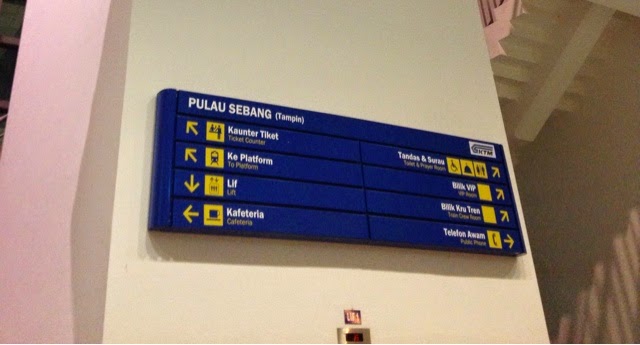 PULAU SEBANG (Tampin)
KTM
Kaunter Tiket
Ticket Counter
Ke Platform
To Platform
Lif
Lift
Kafeteria
Cafeteria
Tandas & Surau
Toilet & Prayer Room
Bilik VIP
VIP Room
Bilik Kru Tren
Train Crew Room
Telefon Awam
Public Phone